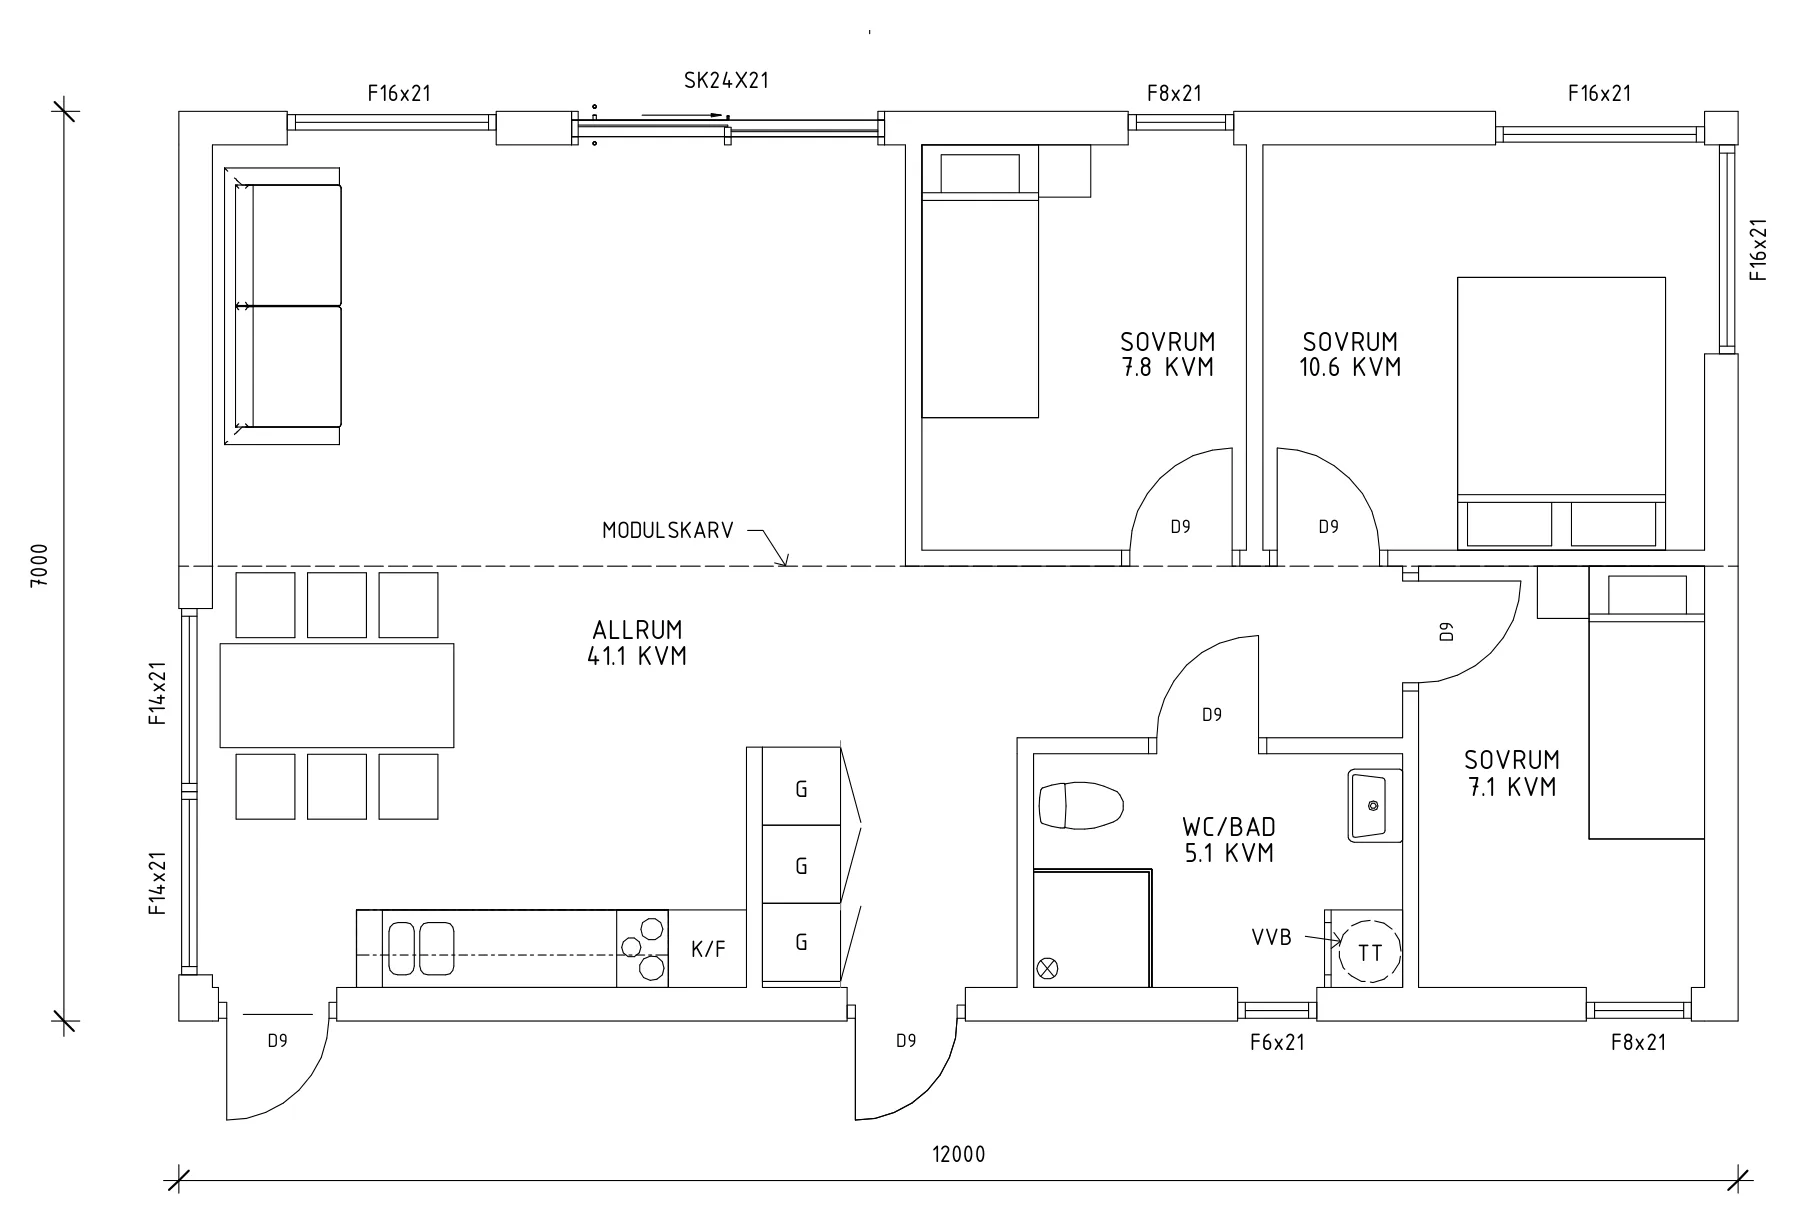 SK24X21
F16x21
F8x21
F16x21
F16x21
SOVRUM
7.8 KVM
SOVRUM
10.6 KVM
D9
D9
MODULSKARV
7000
ALLRUM
41.1 KVM
D9
F14x21
D9
SOVRUM
7.1 KVM
G
WC/BAD
5.1 KVM
G
F14x21
G
K/F
VVB
TT
D9
D9
F6x21
F8x21
12000